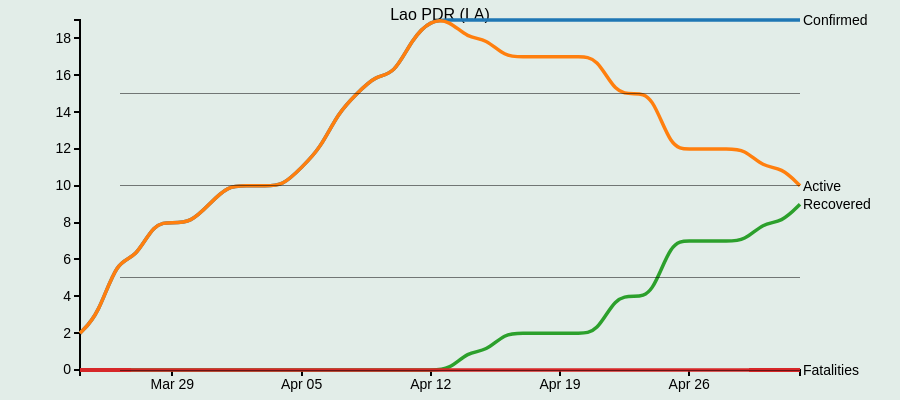 Lao PDR (LA)
18
16
14
12
10
8
6
4
2
0
Mar 29
Apr 05
Apr 12
Apr 19
Apr 26
Confirmed
Active
Recovered
Fatalities